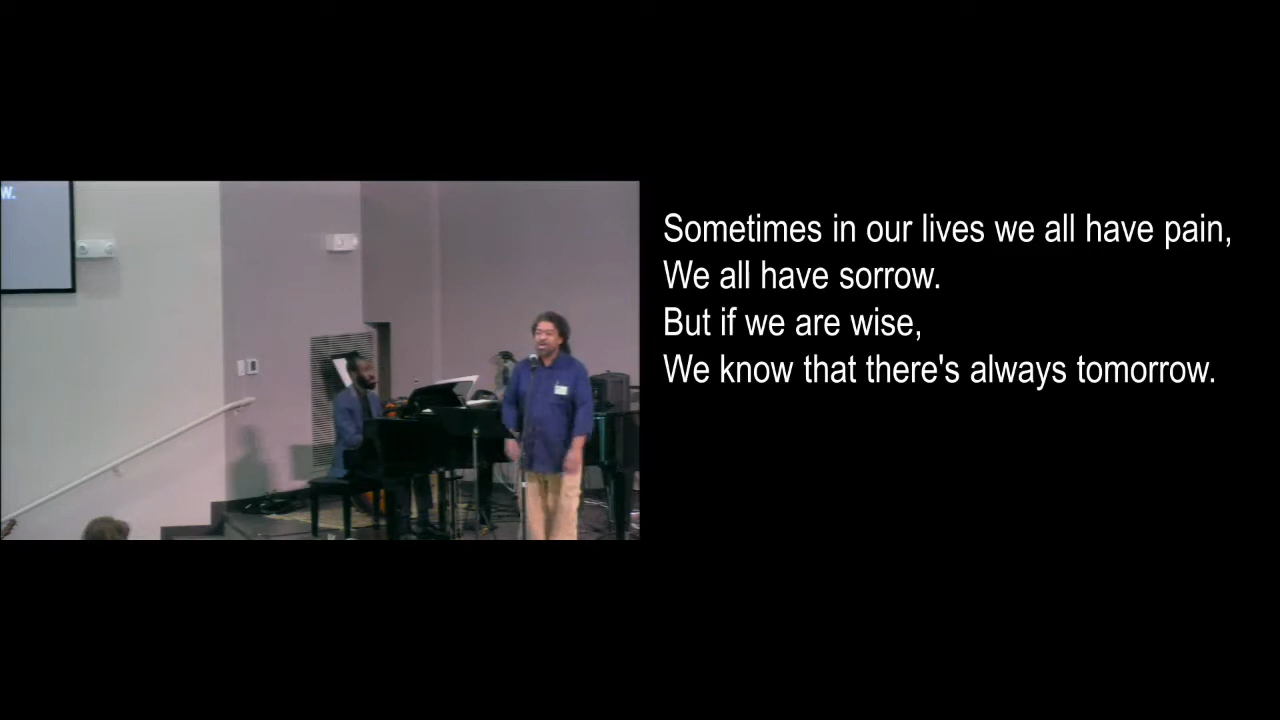 w.
Sometimes in our lives we all have pain,
We all have sorrow.
But if we are wise,
We know that there's always tomorrow.